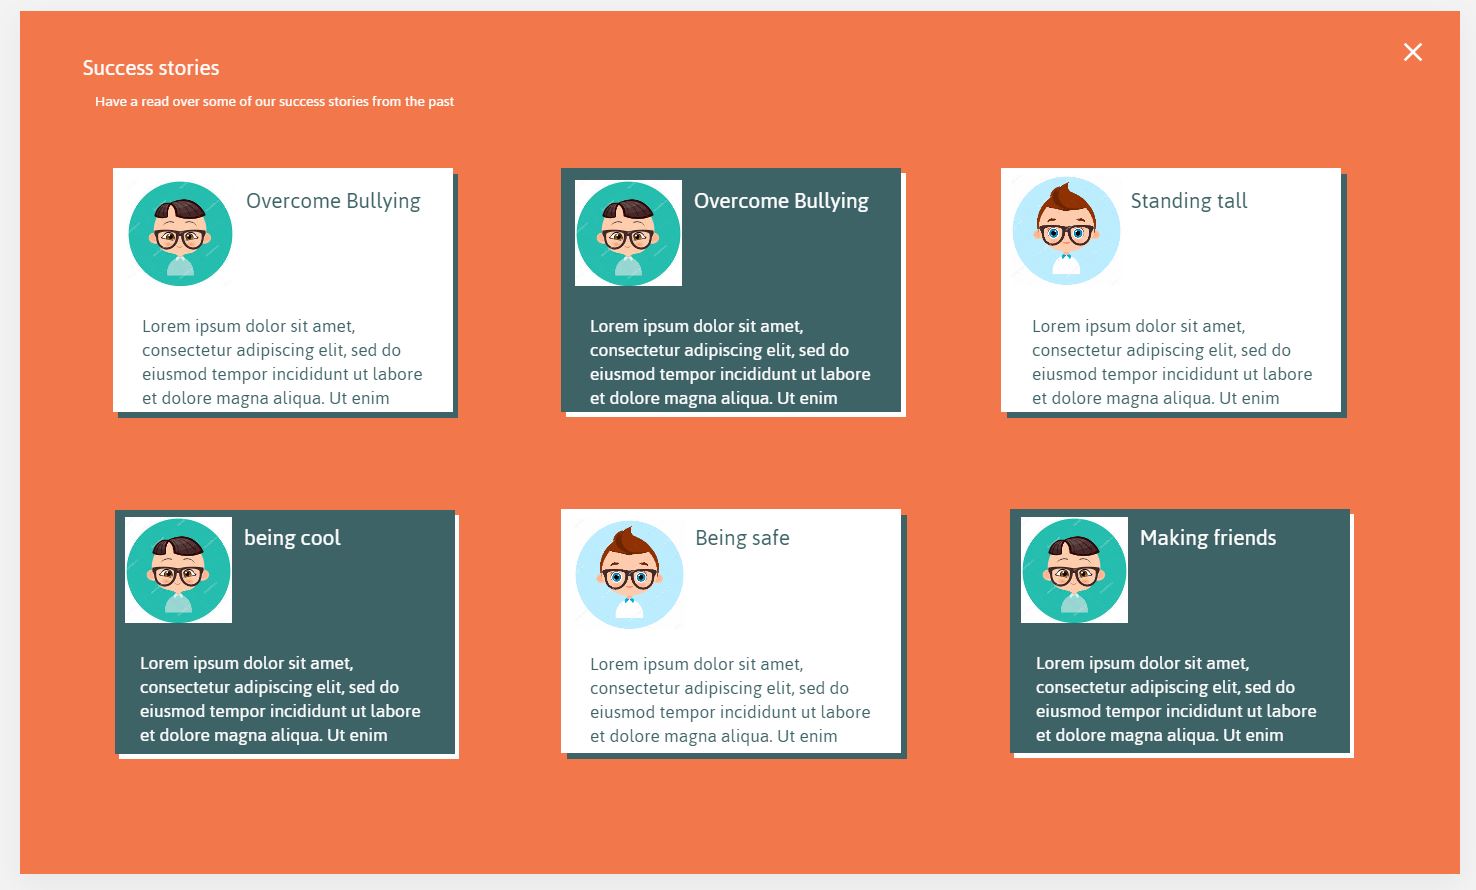 Success stories
Have a read over some of our success stories from the past
Overcome Bullying
Lorem ipsum dolor sit amet,
consectetur adipiscing elit, sed do
eiusmod tempor incididunt ut labore
et dolore magna aliqua. Ut enim
Overcome Bullying
Lorem ipsum dolor sit amet,
consectetur adipiscing elit, sed do
eiusmod tempor incididunt ut labore
et dolore magna aliqua. Ut enim
Standing tall
Lorem ipsum dolor sit amet,
consectetur adipiscing elit, sed do
eiusmod tempor incididunt ut labore
et dolore magna aliqua. Ut enim
being cool
Lorem ipsum dolor sit amet,
consectetur adipiscing elit, sed do
eiusmod tempor incididunt ut labore
et dolore magna aliqua. Ut enim
Being safe
Lorem ipsum dolor sit amet,
consectetur adipiscing elit, sed do
eiusmod tempor incididunt ut labore
et dolore magna aliqua. Ut enim
Making friends
Lorem ipsum dolor sit amet,
consectetur adipiscing elit, sed do
eiusmod tempor incididunt ut labore
et dolore magna aliqua. Ut enim